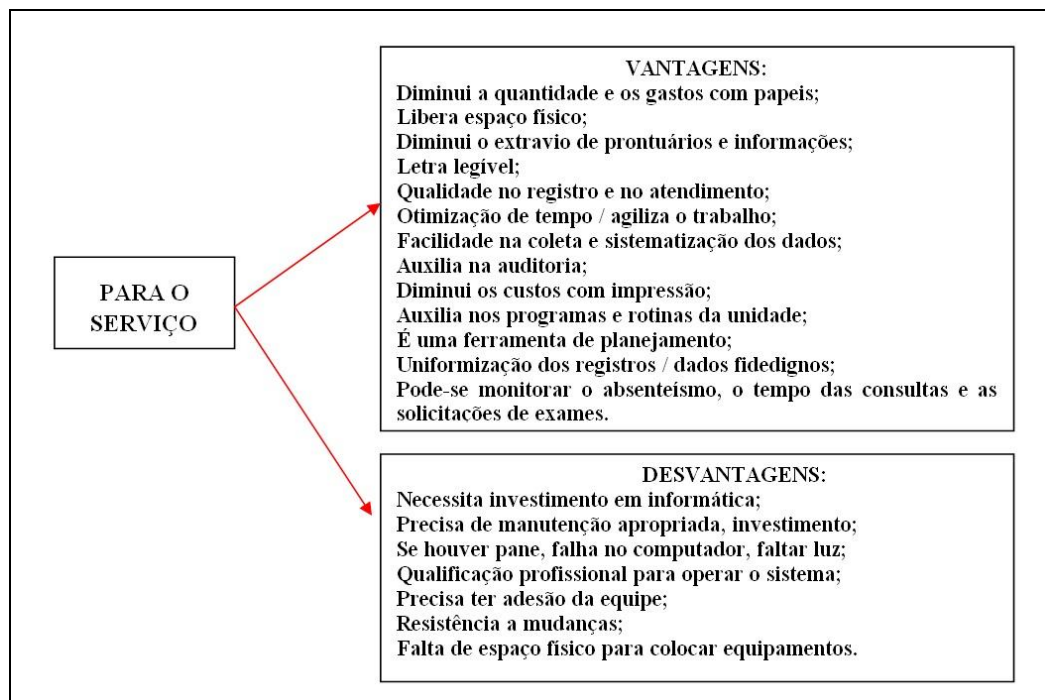 PARA O
SERVIÇO
VANTAGENS:
Diminui a quantidade e os gastos com papeis;
Libera espaço físico;
Diminui o extravio de prontuários e informações;
Letra legível;
Qualidade no registro e no atendimento;
Otimização de tempo / agiliza o trabalho;
Facilidade na coleta e sistematização dos dados;
Auxilia na auditoria;
Diminui os custos com impressão;
Auxilia nos programas e rotinas da unidade;
É uma ferramenta de planejamento;
Uniformização dos registros / dados fidedignos;
Pode-se monitorar o absenteísmo, o tempo das consultas e as
solicitações de exames.
DESVANTAGENS:
Necessita investimento em informática;
Precisa de manutenção apropriada, investimento;
Se houver pane, falha no computador, faltar luz;
Qualificação profissional para operar o sistema;
Precisa ter adesão da equipe;
Resistência a mudanças;
Falta de espaço físico para colocar equipamentos.